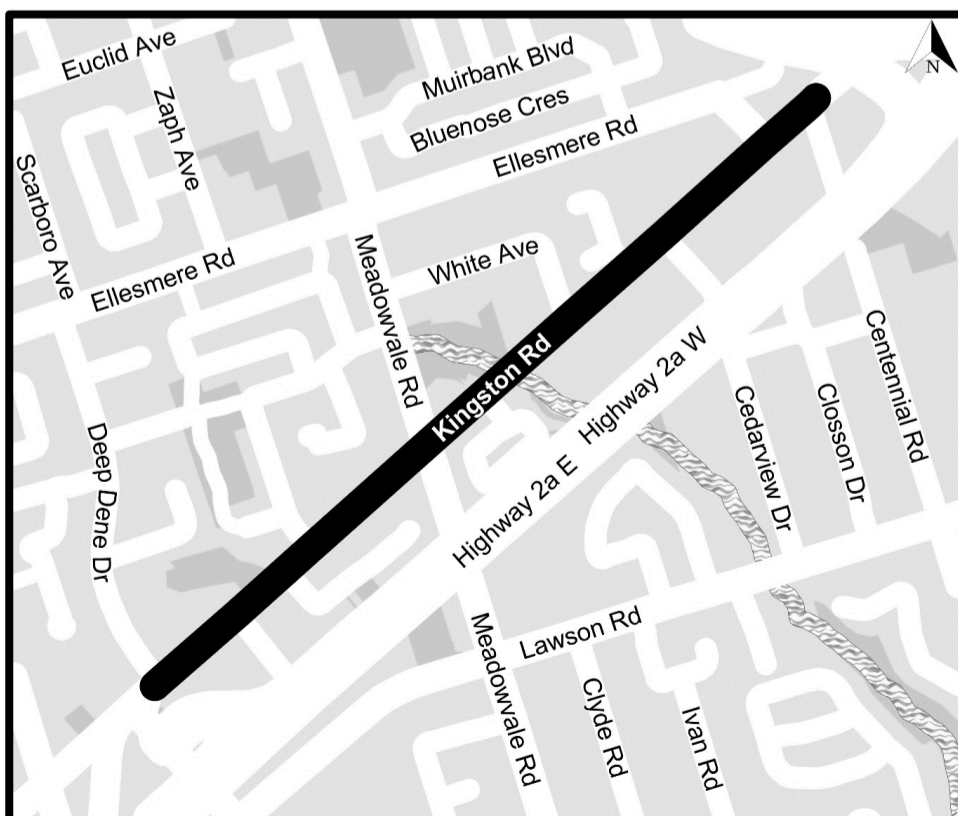 Euclid Ave
Zaph Ave
Muirbank Blvd
Bluenose Cres
Ellesmere Rd
N
Scarboro Ave
Ellesmere Rd
Meadowvale Rd
White Ave
Kingston Rd
Highway 2a W
Highway 2a E
Centennial Rd
Closson Dr
Cedarview Dr
Deep Dene Dr
Lawson Rd
Meadowvale Rd
Clyde Rd
Ivan Rd